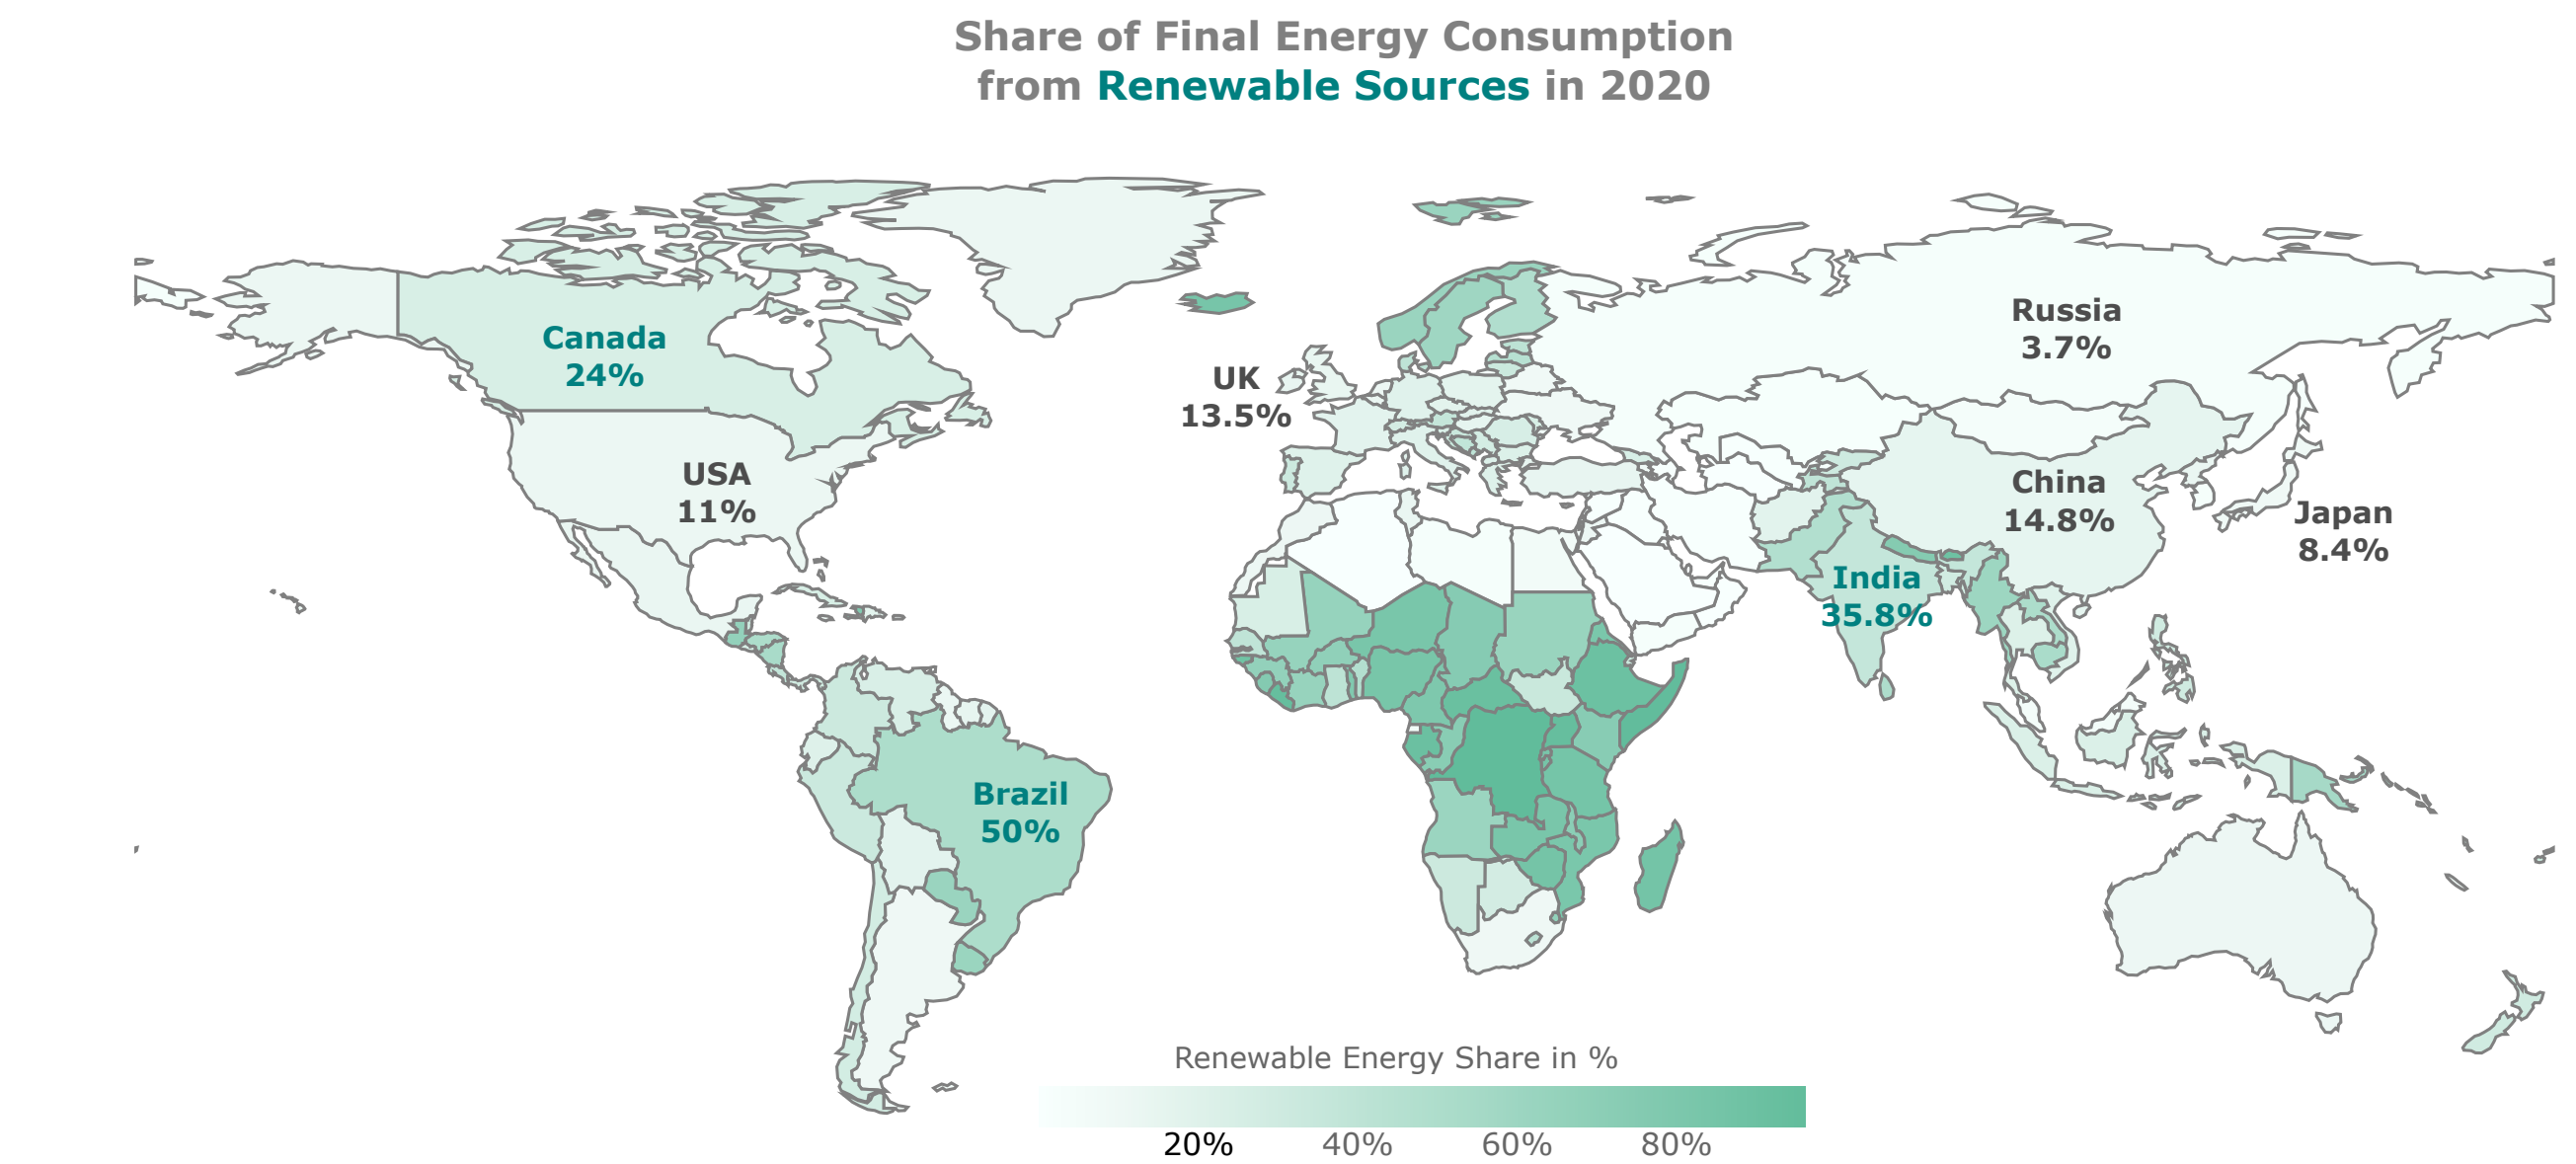 Share of Final Energy Consumption
from Renewable Sources in 2020
Russia
3.7%
Canada
24%
UK
13.5%
USA
11%
China
14.8%
Japan
8.4%
India
35.8%
Brazil
50%
Renewable Energy Share in %
20% 40% 60% 80%